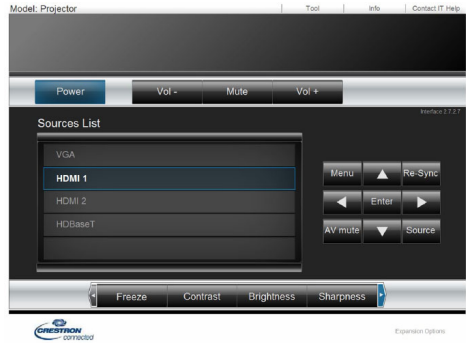 Model: Projector Tool Info Contact IT Help
Power Vol - Mute Vol +
Interface 2.7.2.7
Sources List
VGA
HDMI 1
HDMI 2
HDBaseT
Menu Re-Sync
Enter
AV mute Source
Freeze Contrast Brightness Sharpness
CRESTRON
connected
Expansion Options